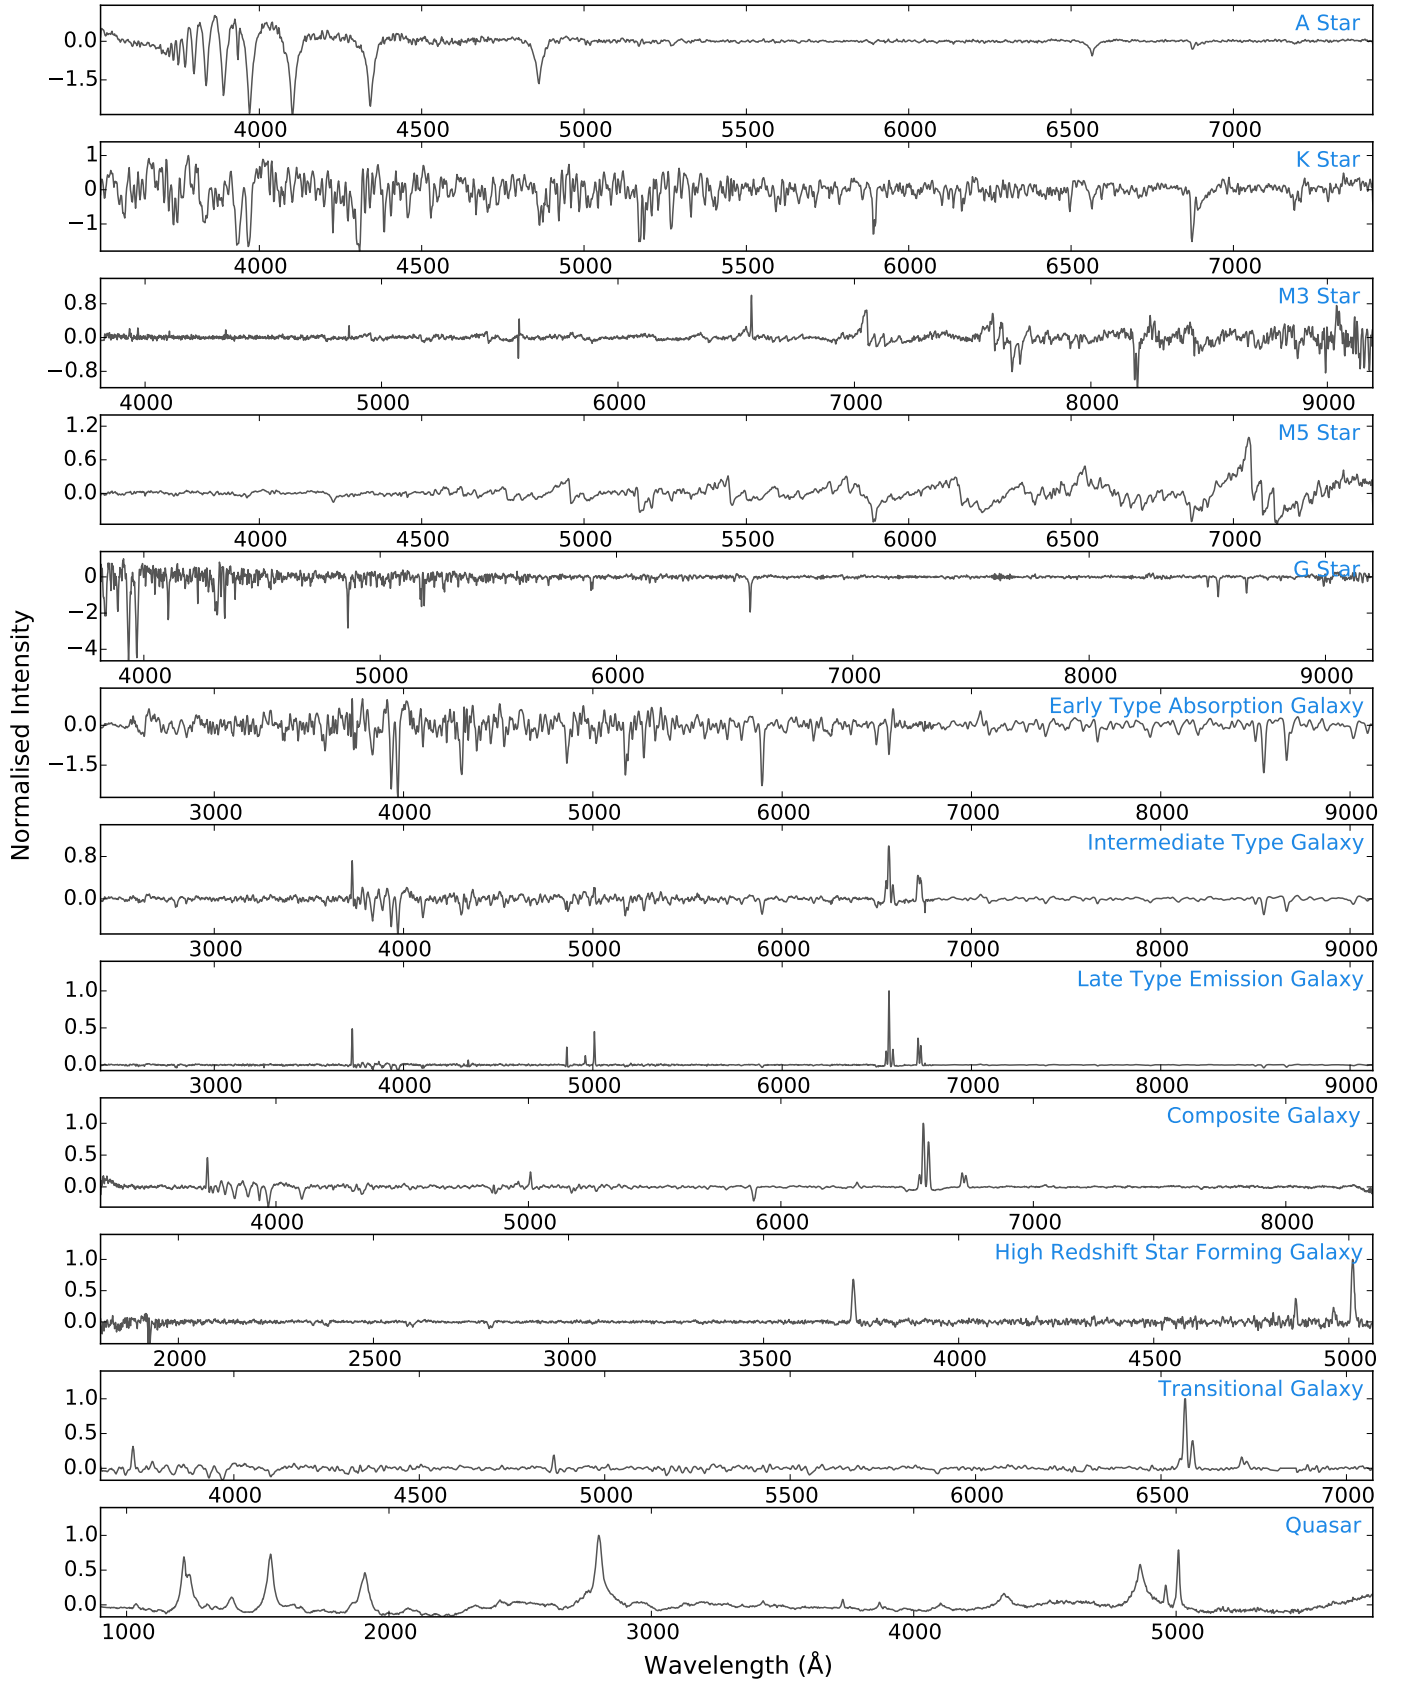 Normalised Intensity
A Star
0.0
−1.5
4000 4500 5000 5500 6000 6500 7000
K Star
1
0
−1
4000 4500 5000 5500 6000 6500 7000
M3 Star
0.8
0.0
−0.8
4000 5000 6000 7000 8000 9000
M5 Star
1.2
0.6
0.0
4000 4500 5000 5500 6000 6500 7000
G Star
0
−2
−4
4000 5000 6000 7000 8000 9000
Early Type Absorption Galaxy
0.0
−1.5
3000 4000 5000 6000 7000 8000 9000
Intermediate Type Galaxy
0.8
0.0
3000 4000 5000 6000 7000 8000 9000
Late Type Emission Galaxy
1.0
0.5
0.0
3000 4000 5000 6000 7000 8000 9000
Composite Galaxy
1.0
0.5
0.0
4000 5000 6000 7000 8000
High Redshift Star Forming Galaxy
1.0
0.5
0.0
2000 2500 3000 3500 4000 4500 5000
Transitional Galaxy
1.0
0.5
0.0
4000 4500 5000 5500 6000 6500 7000
Quasar
1.0
0.5
0.0
1000 2000 3000 4000 5000
Wavelength (Å)